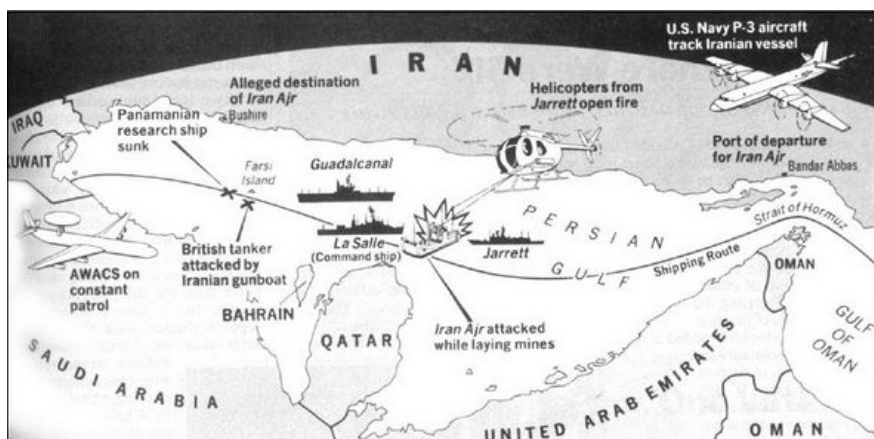 U.S. Navy P-3 aircraft
track Iranian vessel
IRAN
Alleged destination
of Iran Ajr
Bushire
Helicopters from
Jarrett open fire
Panamanian
research ship
sunk
IRAQ
KUWAIT
Farsi
Island
Guadalcanal
Port of departure
for Iran Ajr
Bandar Abbas
PERSIAN
GULF
Strait of Hormuz
La Salle
(Command ship)
Jarrett
Shipping Route
British tanker
attacked by
Iranian gunboat
AWACS on
constant
patrol
OMAN
BAHRAIN
QATAR
Iran Ajr attacked
while laying mines
GULF
OF
OMAN
SAUDI ARABIA
UNITED ARAB EMIRATES
OMAN